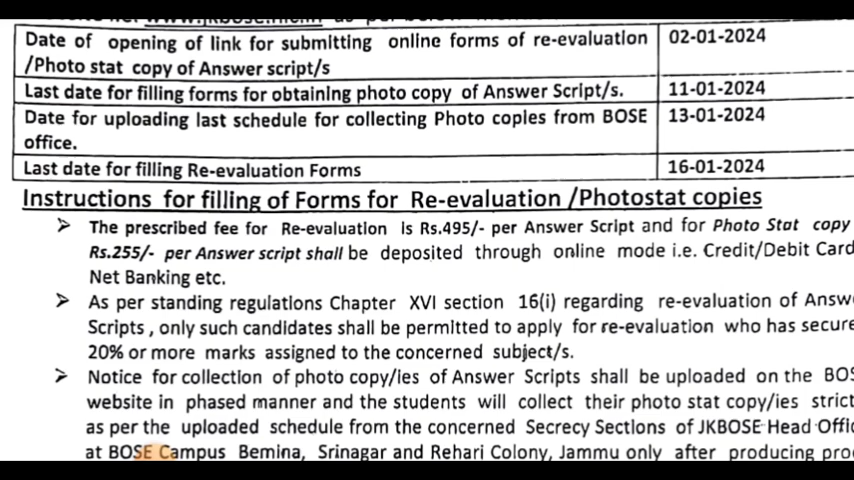 Date of opening of link for submitting online forms of re-evaluation /Photo stat copy of Answer script/s 02-01-2024
Last date for filling forms for obtaining photo copy of Answer Script/s. 11-01-2024
Date for uploading last schedule for collecting Photo copies from BOSE office. 13-01-2024
Last date for filling Re-evaluation Forms 16-01-2024
Instructions for filling of Forms for Re-evaluation /Photostat copies
➢ The prescribed fee for Re-evaluation is Rs.495/- per Answer Script and for Photo Stat copy
Rs.255/- per Answer script shall be deposited through online mode i.e. Credit/Debit Card
Net Banking etc.
➢ As per standing regulations Chapter XVI section 16(i) regarding re-evaluation of Answ
Scripts , only such candidates shall be permitted to apply for re-evaluation who has secure
20% or more marks assigned to the concerned subject/s.
➢ Notice for collection of photo copy/ies of Answer Scripts shall be uploaded on the BOS
website in phased manner and the students will collect their photo stat copy/ies strict
as per the uploaded schedule from the concerned Secrecy Sections of JKBOSE Head Offic
at BOSE Campus Bemina, Srinagar and Rehari Colony, Jammu only after producing pro